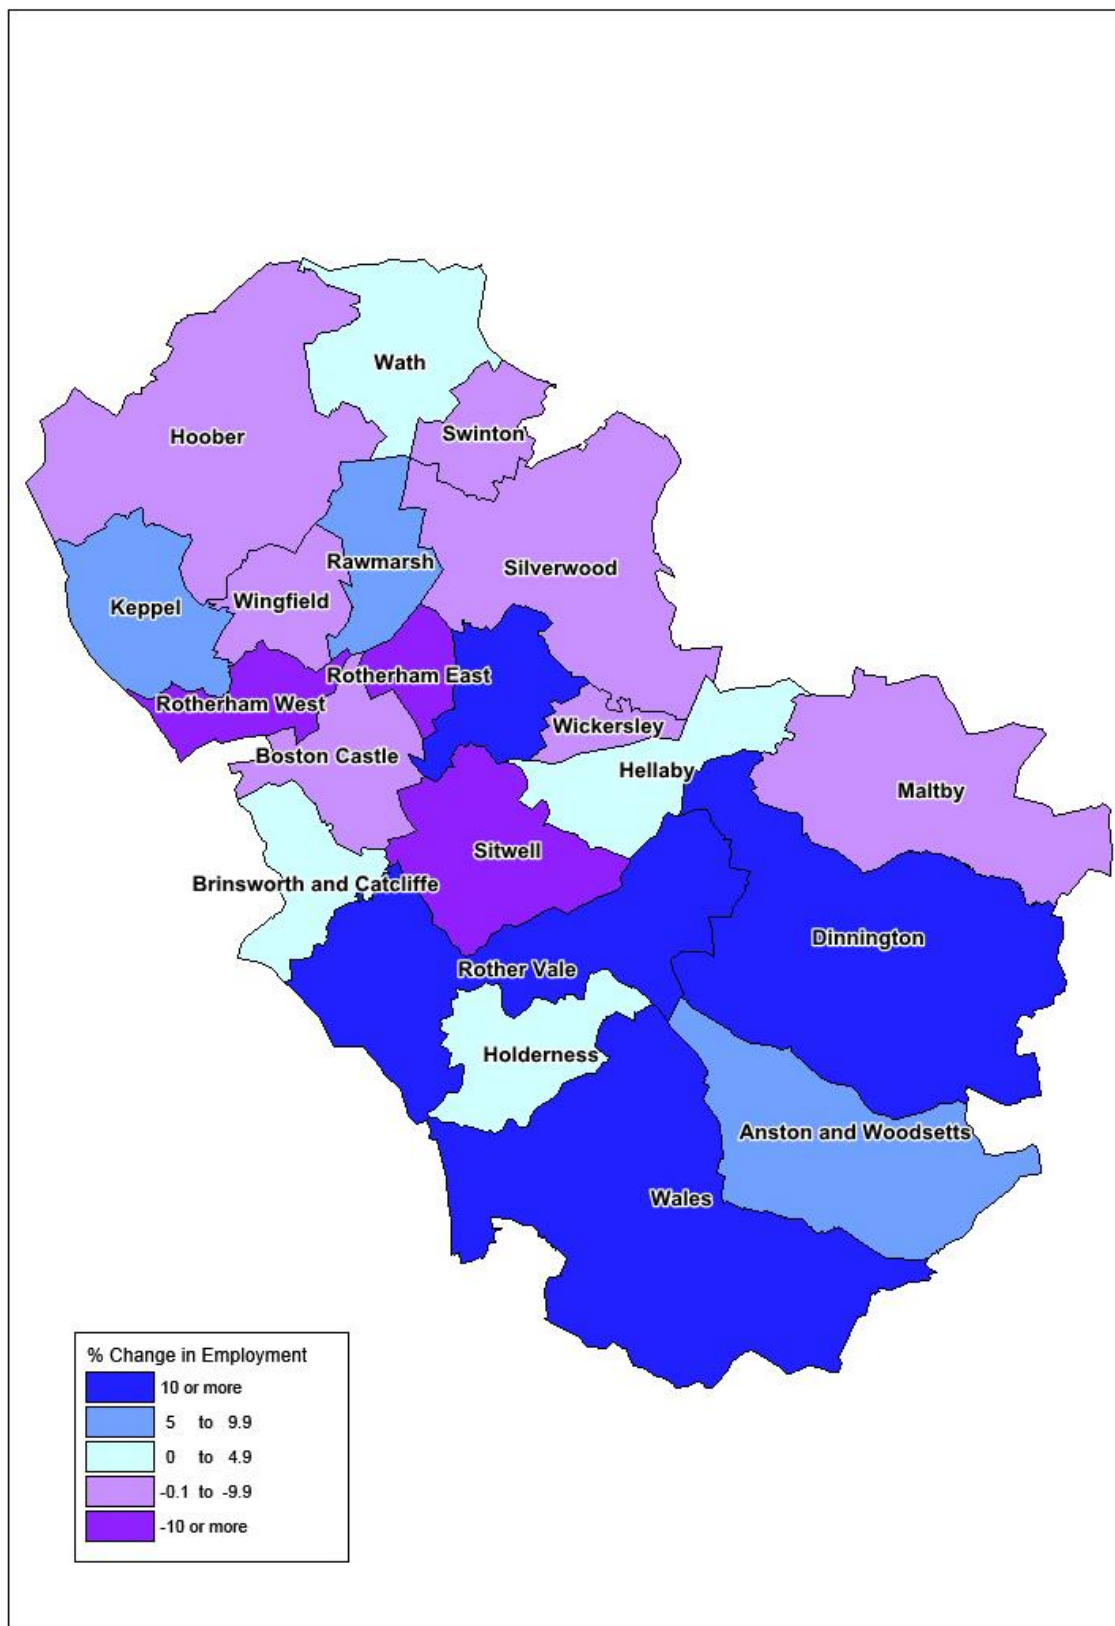 Wath
Swinton
Hoober
Silverwood
Rawmarsh
Wingfield
Keppel
Rotherham East
Rotherham West
Wickersley
Boston Castle
Hellaby
Maltby
Sitwell
Brinsworth and Catcliffe
Dinnington
Rother Vale
Holderness
Anston and Woodsetts
Wales
% Change in Employment
10 or more
5 to 9.9
0 to 4.9
-0.1 to -9.9
-10 or more